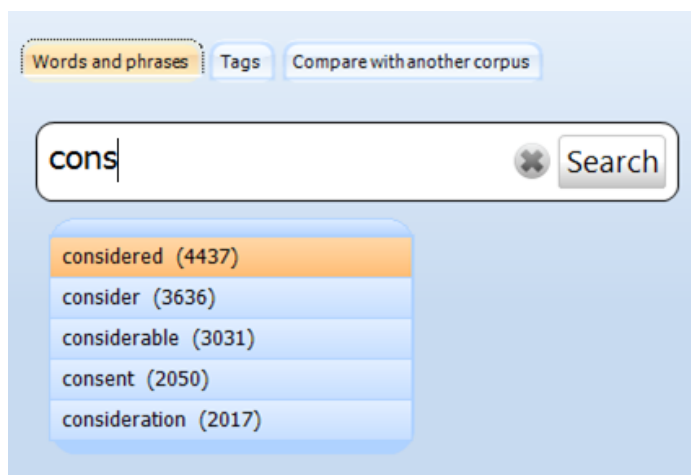 Words and phrases Tags Compare with another corpus
cons Search
considered (4437)
consider (3636)
considerable (3031)
consent (2050)
consideration (2017)